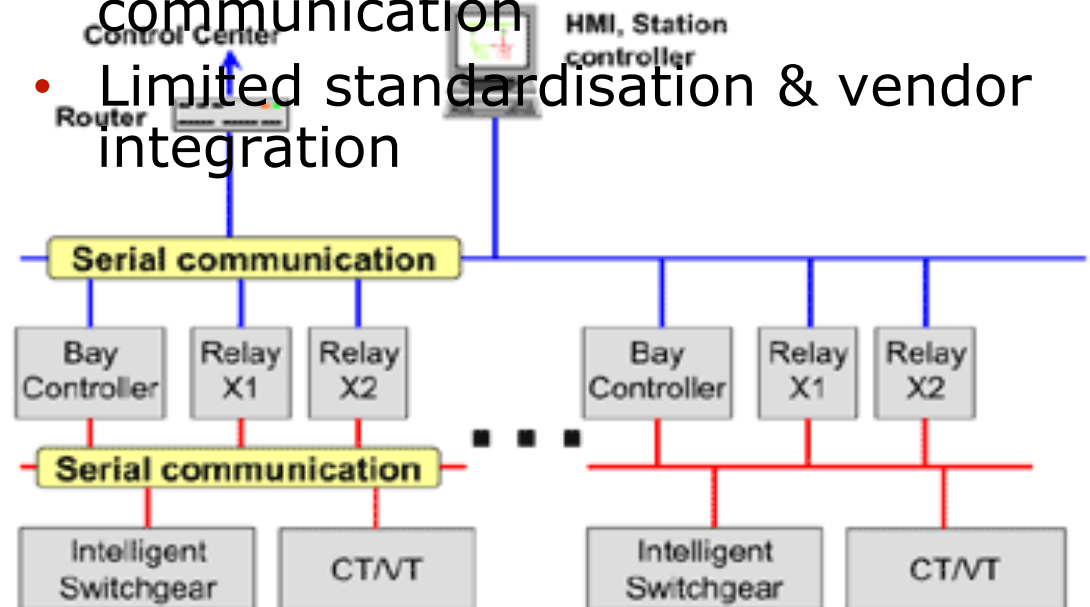 communication
Control Center
HMI, Station
controller
• Limited standardisation & vendor
Router
integration
Serial communication
Bay
Controller
Relay
X1
Relay
X2
Bay
Controller
Relay
X1
Relay
X2
Serial communication
Intelligent
Switchgear
CT/VT
Intelligent
Switchgear
CT/VT